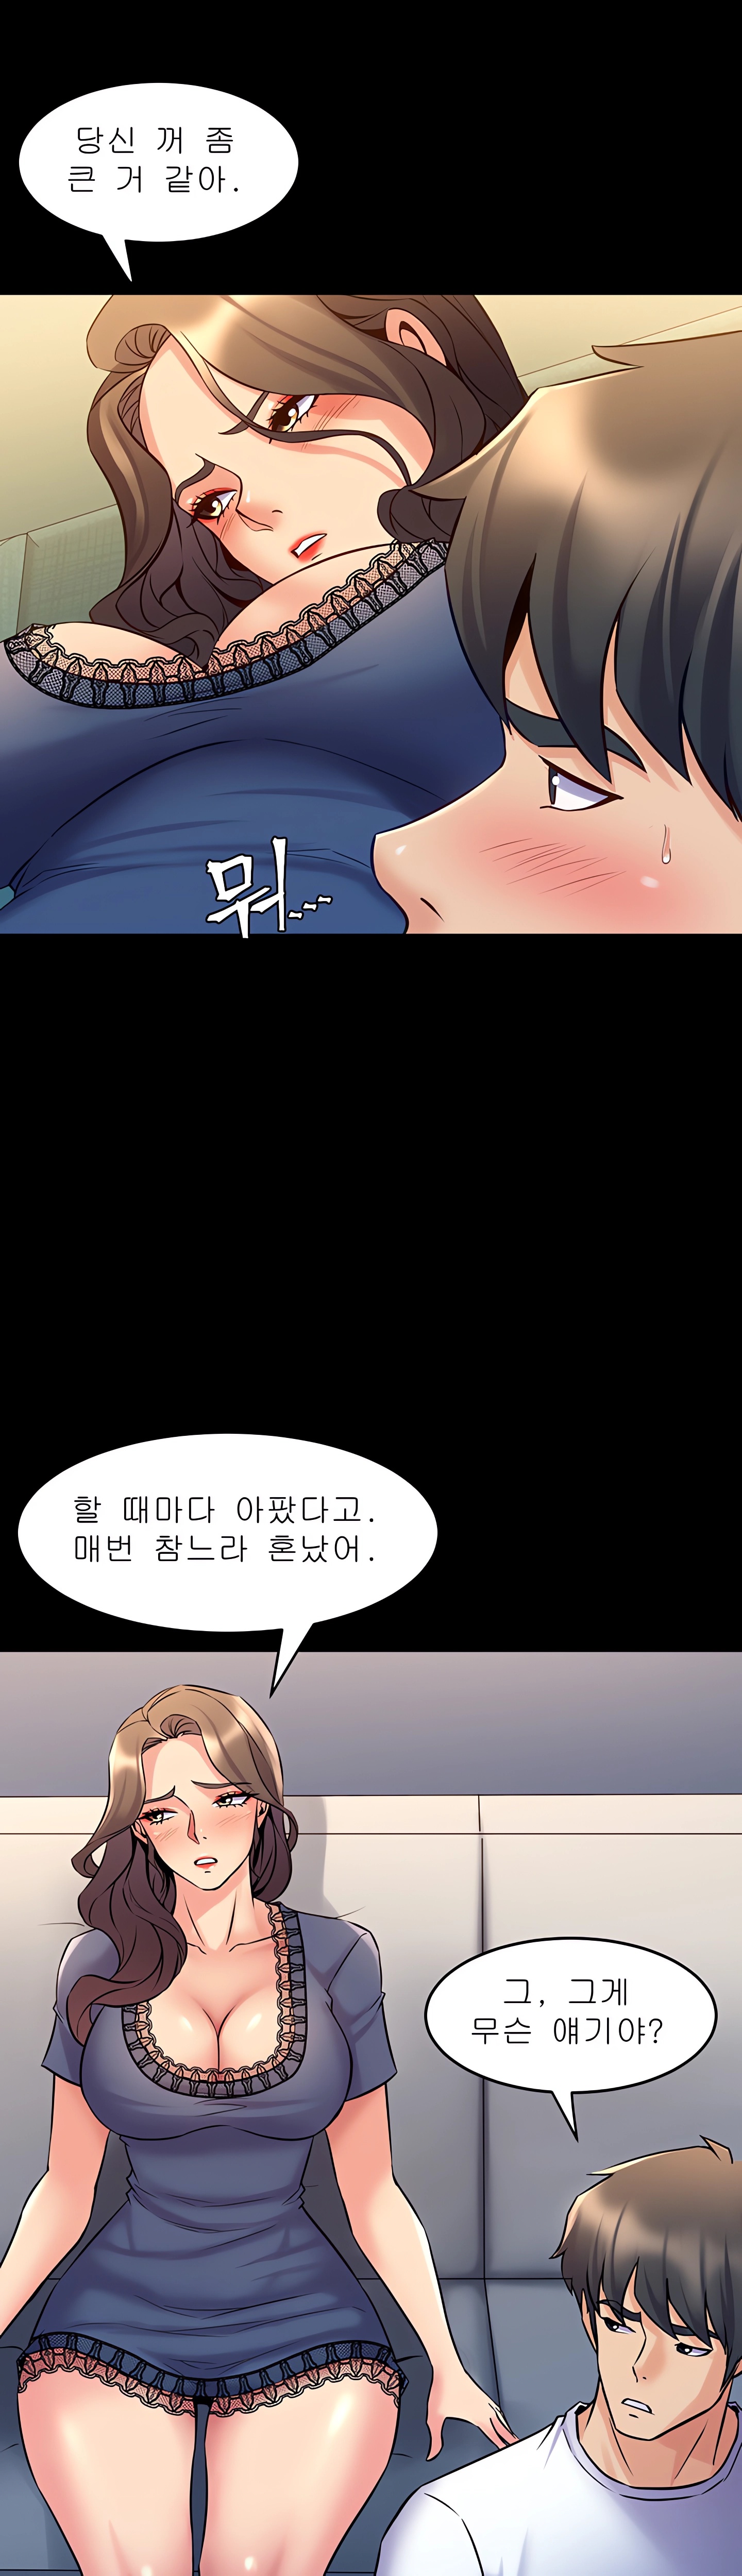 당신 꺼 좀
큰 거 같아.
뭐...
할 때마다 아팠다고.
매번 참느라 혼났어.
그, 그게
무슨 얘기야?